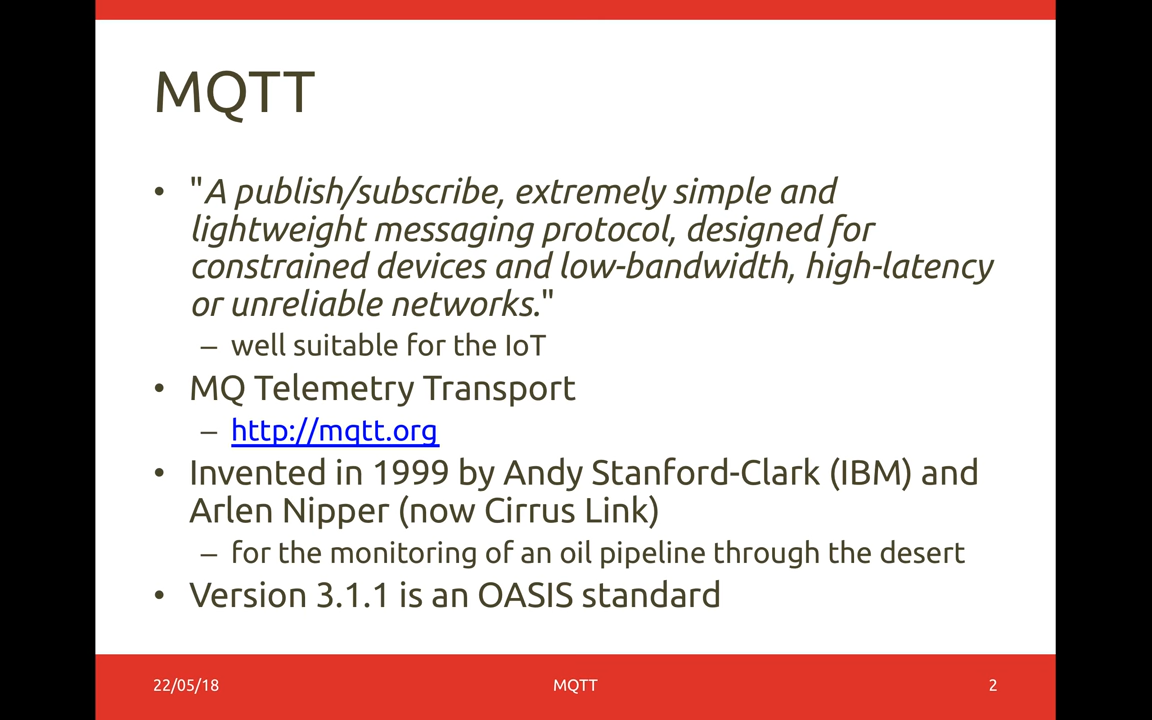 MQTT
• "A publish/subscribe, extremely simple and
lightweight messaging protocol, designed for
constrained devices and low-bandwidth, high-latency
or unreliable networks."
– well suitable for the IoT
• MQ Telemetry Transport
– http://mqtt.org
• Invented in 1999 by Andy Stanford-Clark (IBM) and
Arlen Nipper (now Cirrus Link)
– for the monitoring of an oil pipeline through the desert
• Version 3.1.1 is an OASIS standard
22/05/18 MQTT 2